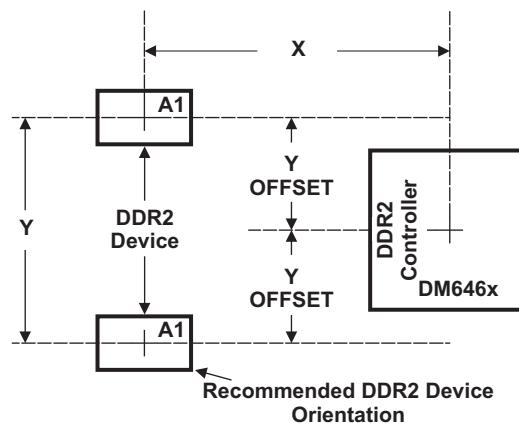 X
A1
Y
OFFSET
Y
DDR2
Device
DDR2
Controller
DM646x
Y
OFFSET
A1
Recommended DDR2 Device
Orientation